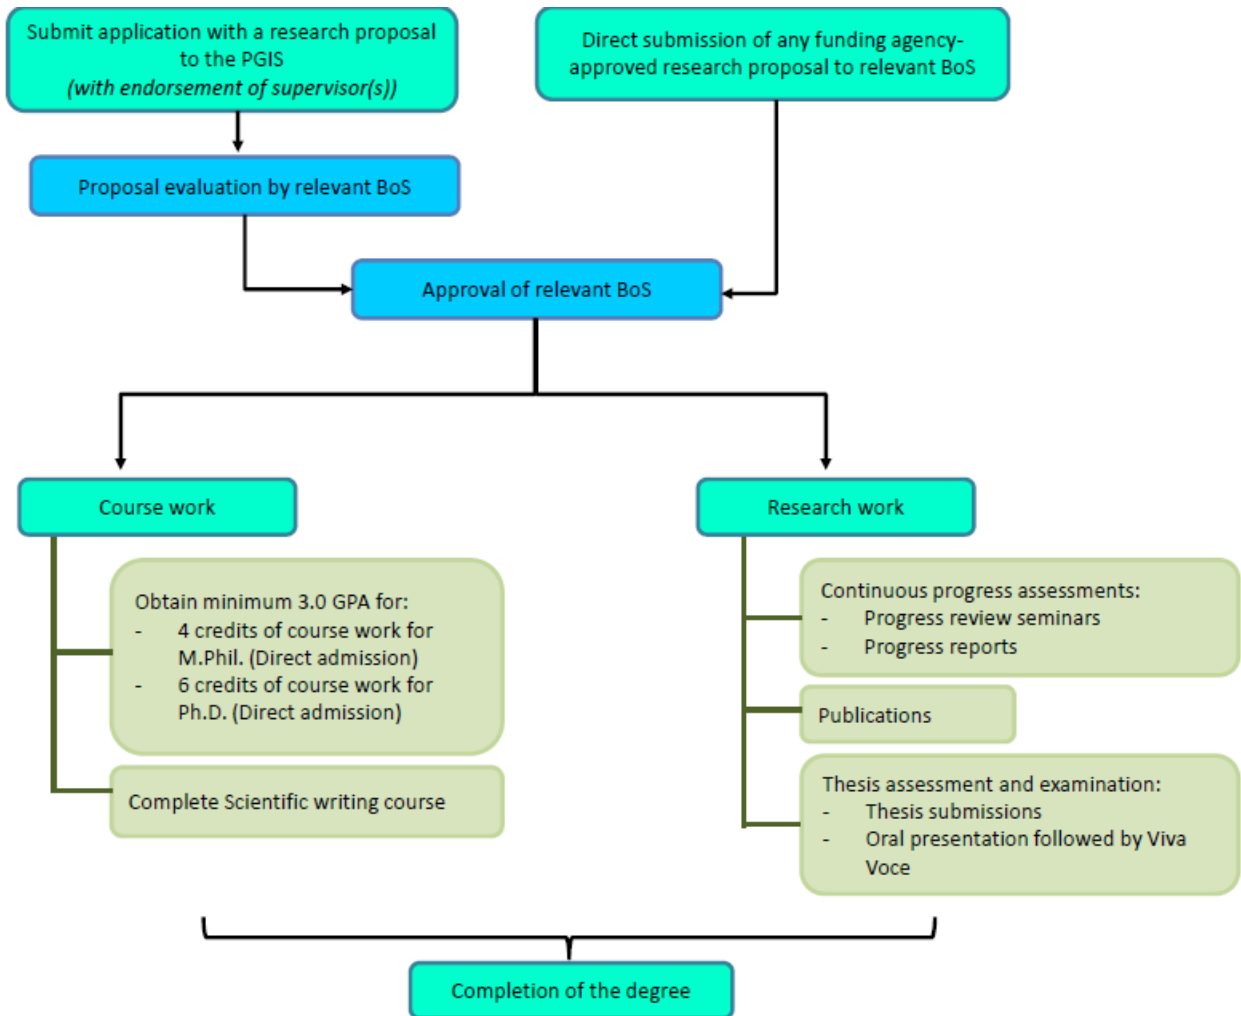 Submit application with a research proposal
to the PGIS
(with endorsement of supervisor(s))
Direct submission of any funding agency-
approved research proposal to relevant BoS
Proposal evaluation by relevant BoS
Approval of relevant BoS
Course work
Research work
Obtain minimum 3.0 GPA for:
- 4 credits of course work for
M.Phil. (Direct admission)
- 6 credits of course work for
Ph.D. (Direct admission)
Complete Scientific writing course
Continuous progress assessments:
- Progress review seminars
- Progress reports
Publications
Thesis assessment and examination:
- Thesis submissions
- Oral presentation followed by Viva
Voce
Completion of the degree